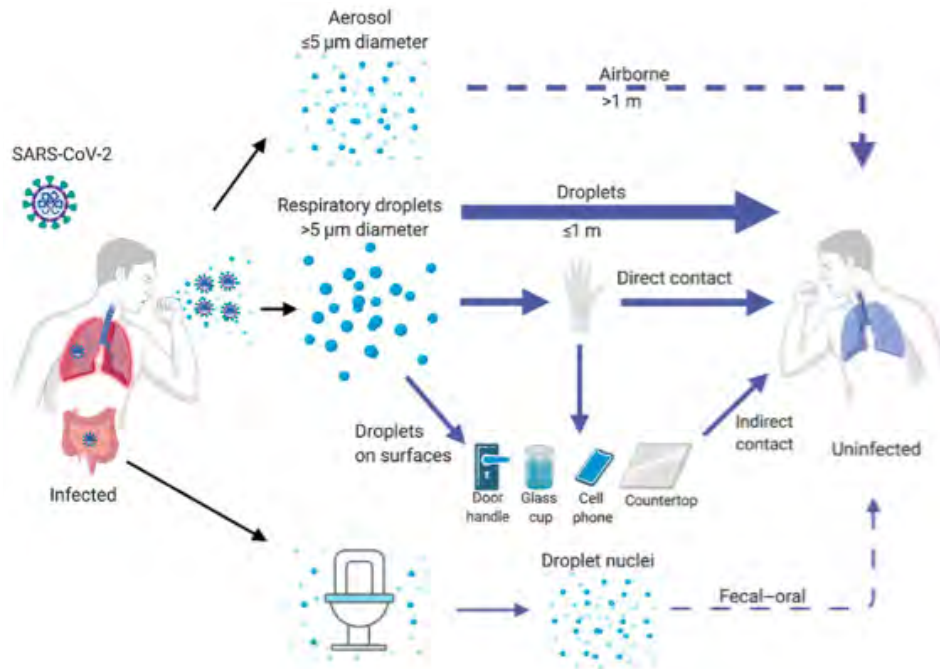 Aerosol
≤5 µm diameter
Airborne
>1 m
SARS-CoV-2
Respiratory droplets
>5 µm diameter
Droplets
≤1 m
Direct contact
Droplets
on surfaces
Indirect
contact
Uninfected
Infected
Door
handle
Glass
cup
Cell
phone
Countertop
Droplet nuclei
Fecal–oral